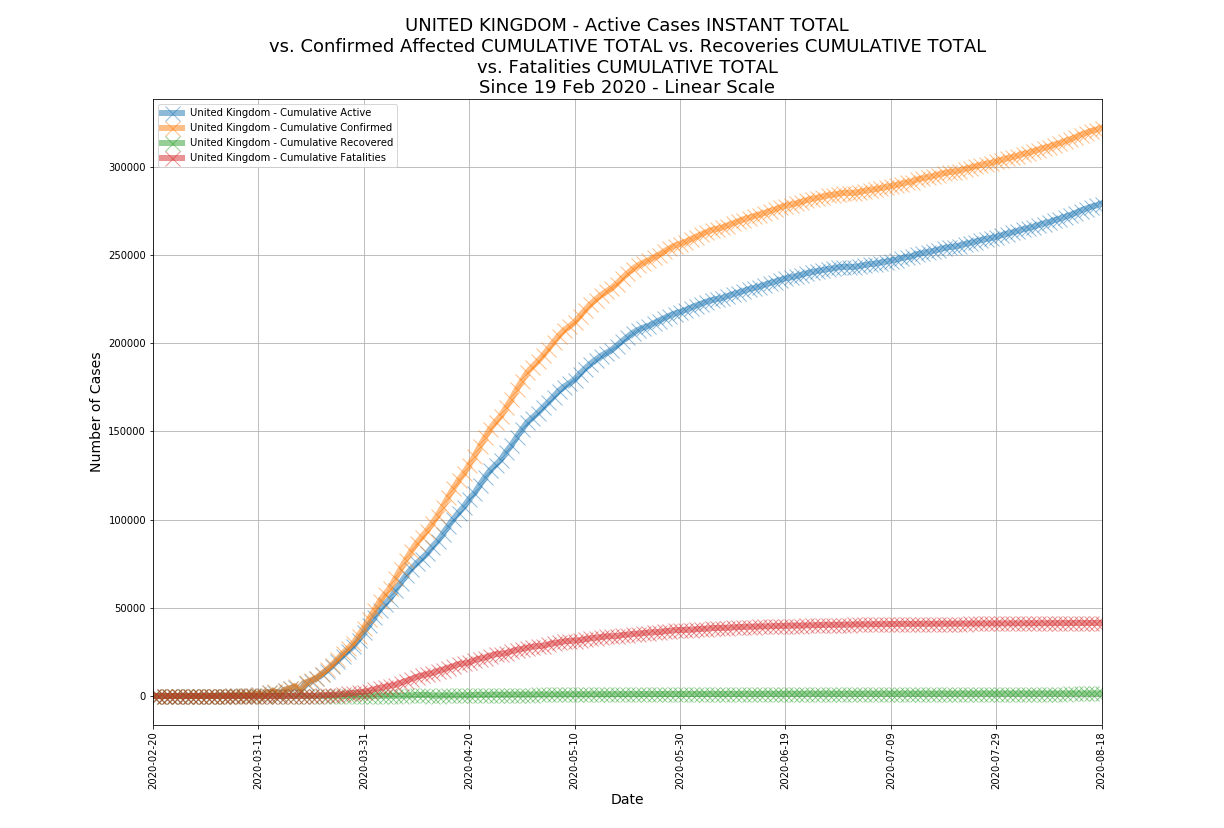 UNITED KINGDOM - Active Cases INSTANT TOTAL
vs. Confirmed Affected CUMULATIVE TOTAL vs. Recoveries CUMULATIVE TOTAL
vs. Fatalities CUMULATIVE TOTAL
Since 19 Feb 2020 - Linear Scale
United Kingdom - Cumulative Active
United Kingdom - Cumulative Confirmed
United Kingdom - Cumulative Recovered
United Kingdom - Cumulative Fatalities
Number of Cases
300000
250000
200000
150000
100000
50000
0
2020-02-20
2020-03-11
2020-03-31
2020-04-20
2020-05-10
2020-05-30
2020-06-19
2020-07-09
2020-07-29
2020-08-18
Date